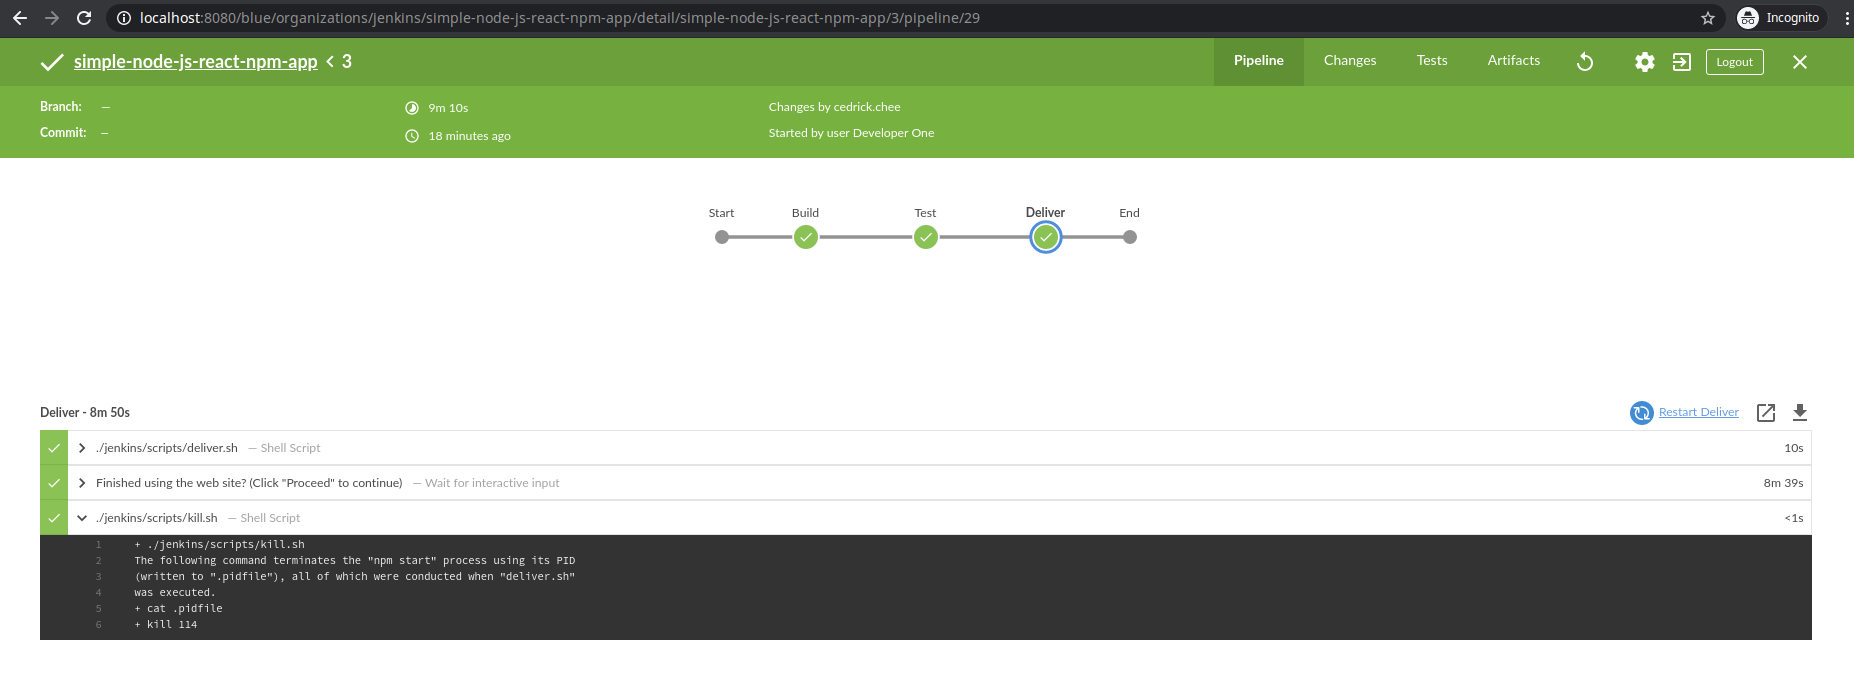 localhost:8080/blue/organizations/jenkins/simple-node-js-react-npm-app/detail/simple-node-js-react-npm-app/3/pipeline/29
Incognito
simple-node-js-react-npm-app < 3
Pipeline Changes Tests Artifacts Logout
Branch: — 9m 10s Changes by cedrick.chee
Commit: — 18 minutes ago Started by user Developer One
Start Build Test Deliver End
Deliver - 8m 50s Restart Deliver
./jenkins/scripts/deliver.sh — Shell Script 10s
Finished using the web site? (Click "Proceed" to continue) — Wait for interactive input 8m 39s
./jenkins/scripts/kill.sh — Shell Script <1s
1 + ./jenkins/scripts/kill.sh
2 The following command terminates the "npm start" process using its PID
3 (written to ".pidfile"), all of which were conducted when "deliver.sh"
4 was executed.
5 + cat .pidfile
6 + kill 114